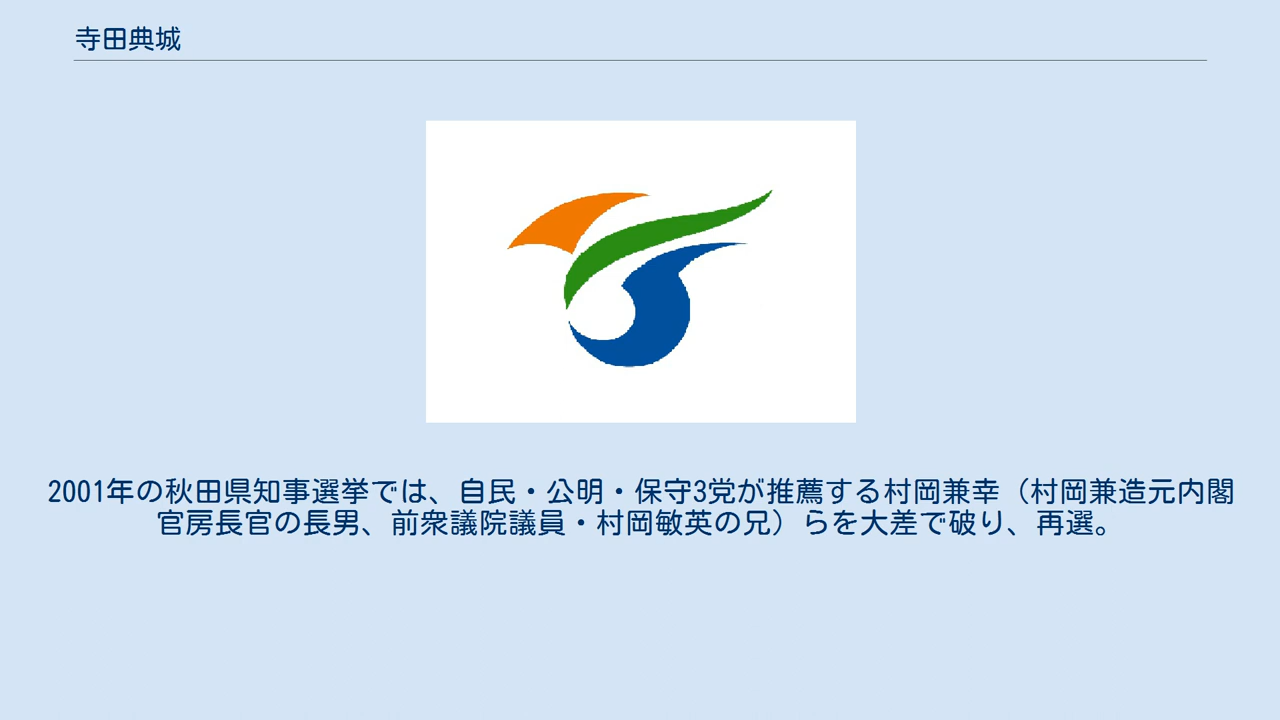 寺田典城
2001年の秋田県知事選挙では、自民・公明・保守3党が推薦する村岡兼幸（村岡兼造元内閣
官房長官の長男、前衆議院議員・村岡敏英の兄）らを大差で破り、再選。